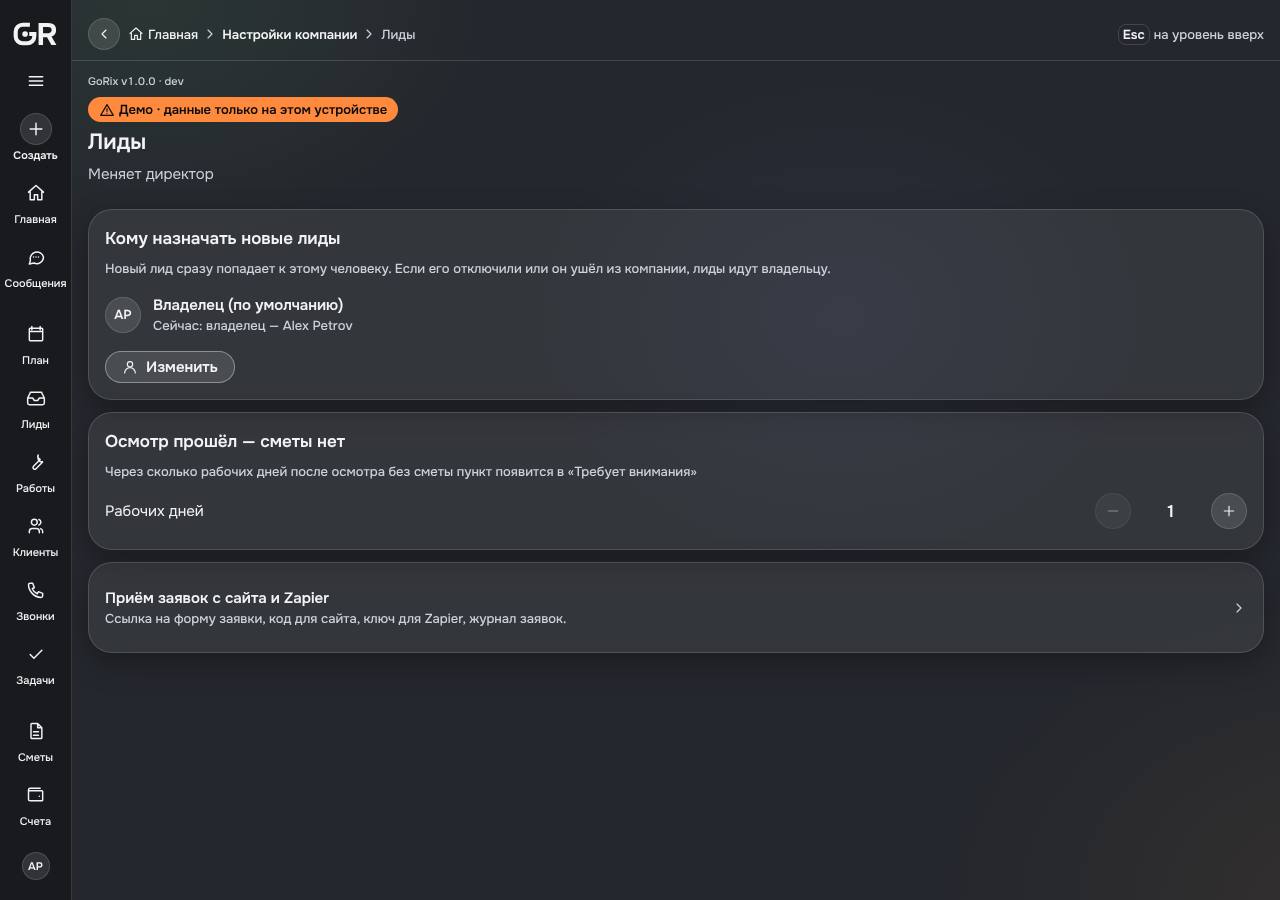 GR
Главная
Настройки компании
Лиды
Esc на уровень вверх
GoRix v1.0.0 · dev
Демо · данные только на этом устройстве
Лиды
Меняет директор
Создать
Главная
Сообщения
План
Лиды
Работы
Клиенты
Звонки
Задачи
Сметы
Счета
AP
Кому назначать новые лиды
Новый лид сразу попадает к этому человеку. Если его отключили или он ушёл из компании, лиды идут владельцу.
AP
Владелец (по умолчанию)
Сейчас: владелец — Alex Petrov
Изменить
Осмотр прошёл — сметы нет
Через сколько рабочих дней после осмотра без сметы пункт появится в «Требует внимания»
Рабочих дней
1
Приём заявок с сайта и Zapier
Ссылка на форму заявки, код для сайта, ключ для Zapier, журнал заявок.